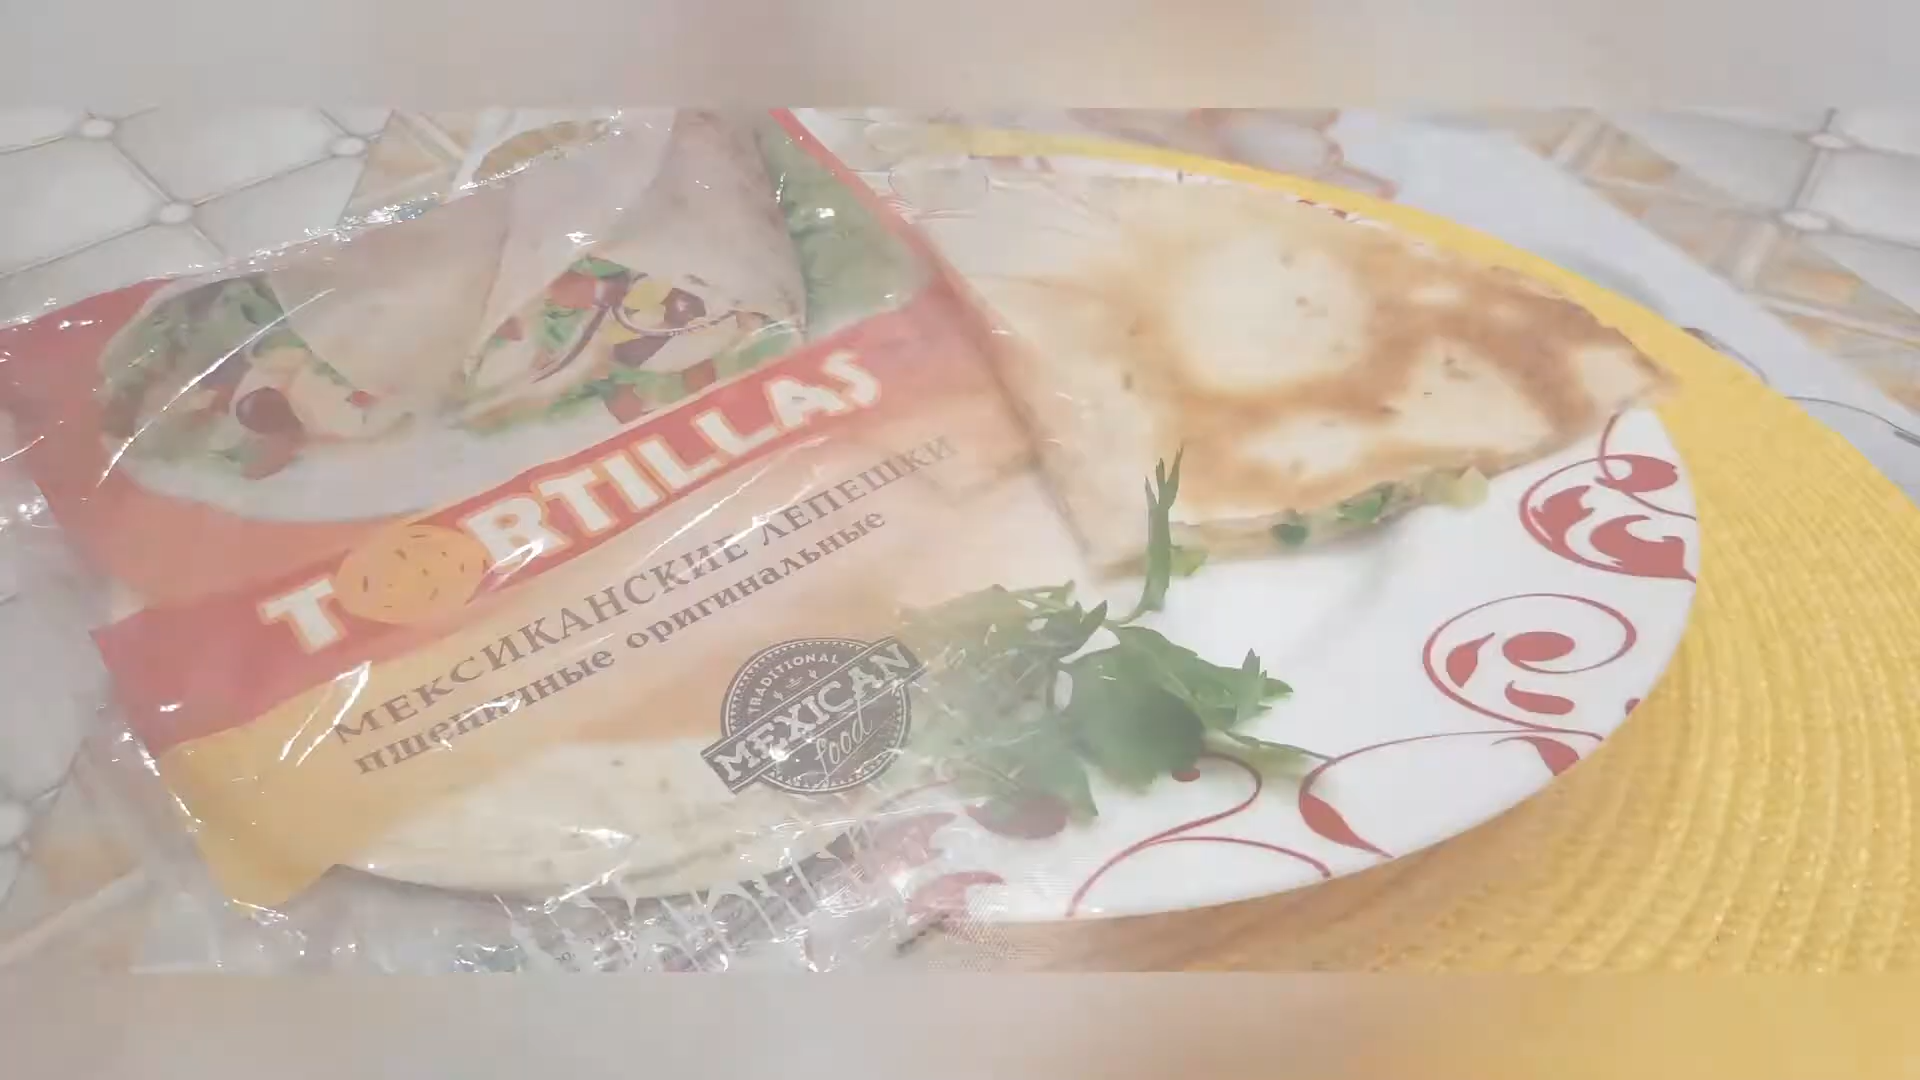 TORTILLAS
МЕКСИКАНСКИЕ ЛЕПЕШКИ
пшеничные оригинальные
TRADITIONAL
MEXICAN
food